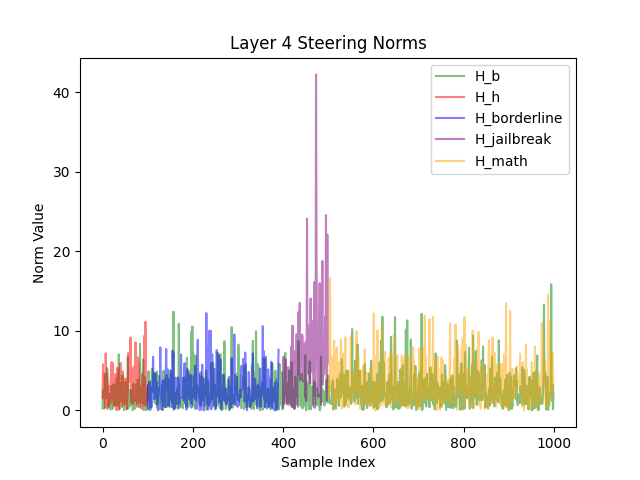 Layer 4 Steering Norms
H_b
H_h
H_borderline
H_jailbreak
H_math
Norm Value
40
30
20
10
0
0 200 400 600 800 1000
Sample Index